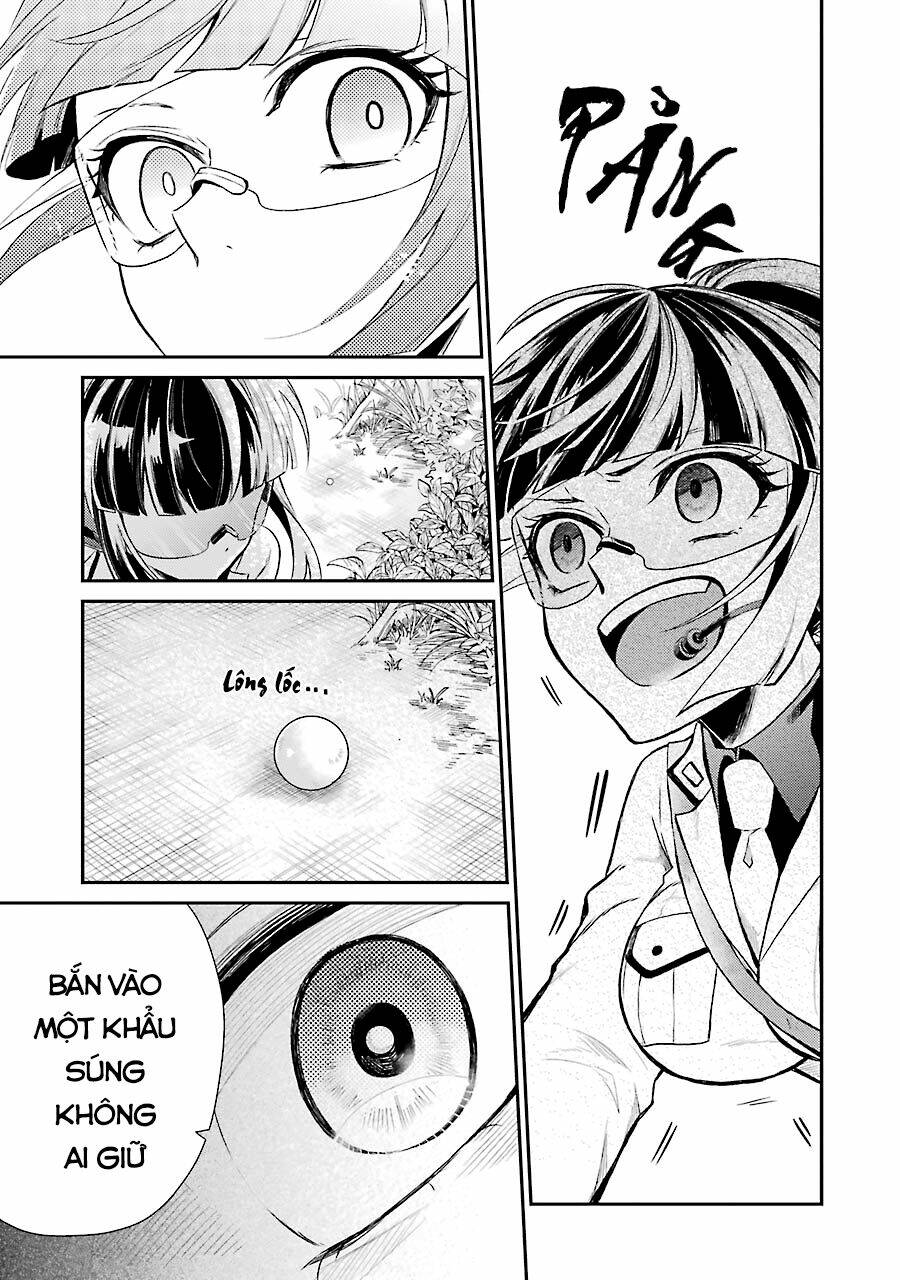 PẰNG
Lông lốc...
BẮN VÀO
MỘT KHẨU
SÚNG
KHÔNG
AI GIỮ